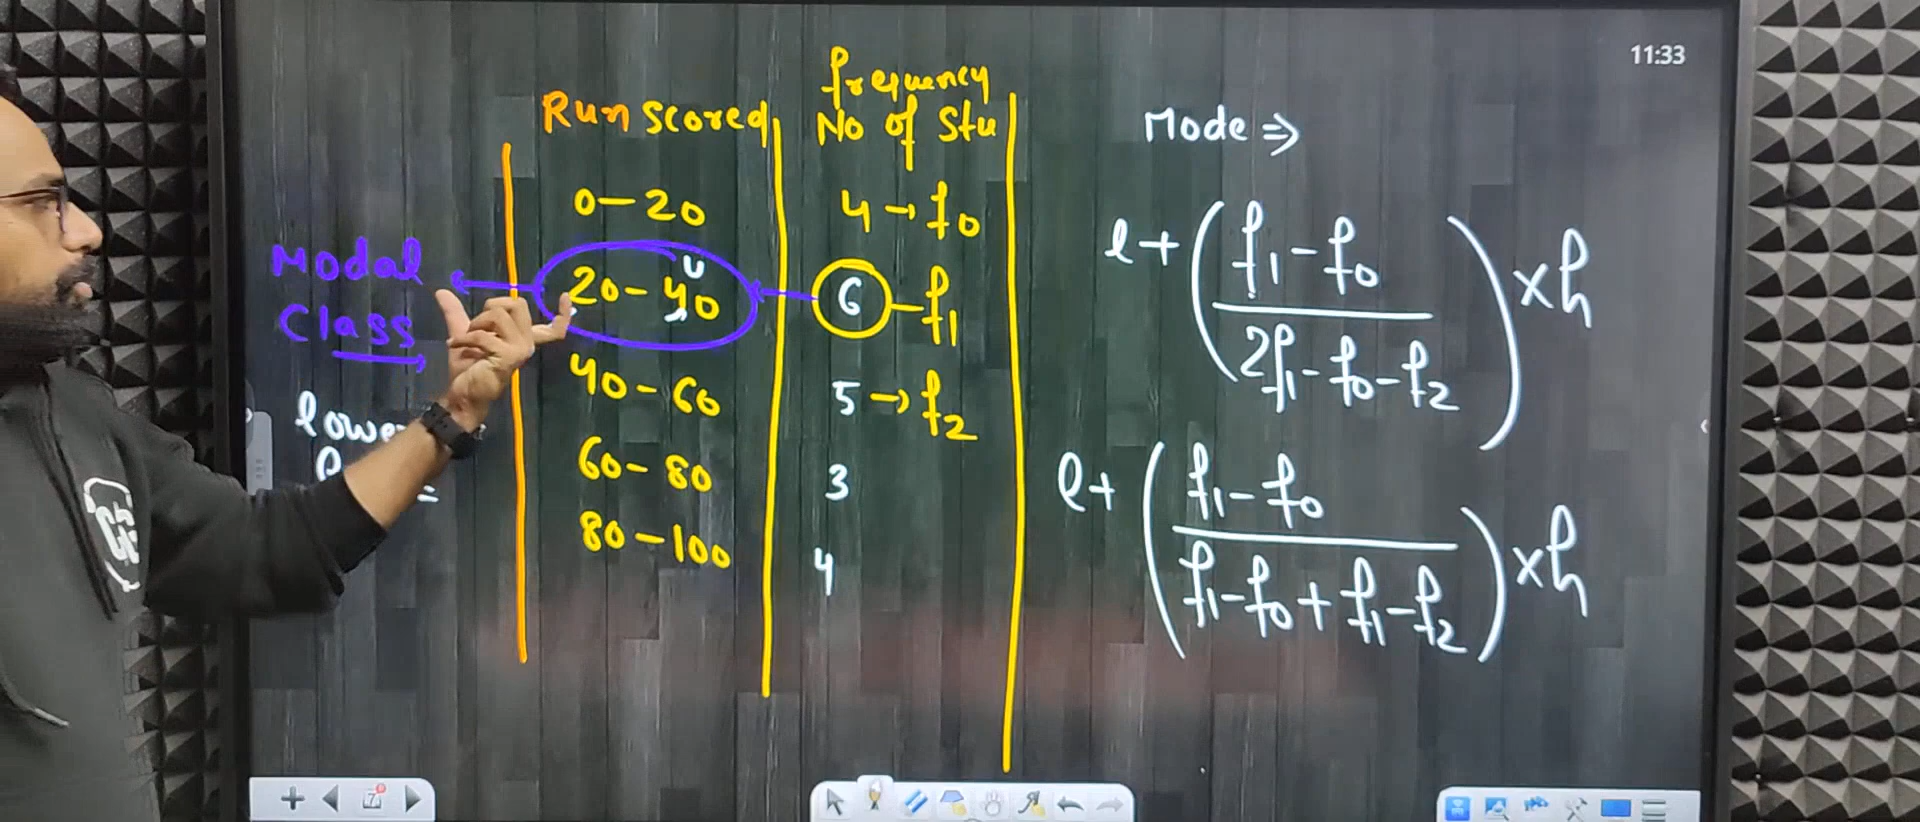 11:33
frequency
Run Scored No of Stu
Mode ⇒
0-20 4 → f0
Modal Class
20-40 6 - f1
40-60 5 → f2
60-80 3
80-100 4
l + ( (f1 - f0) / (2f1 - f0 - f2) ) × h
l + ( (f1 - f0) / (f1 - f0 + f1 - f2) ) × h
=
U
7